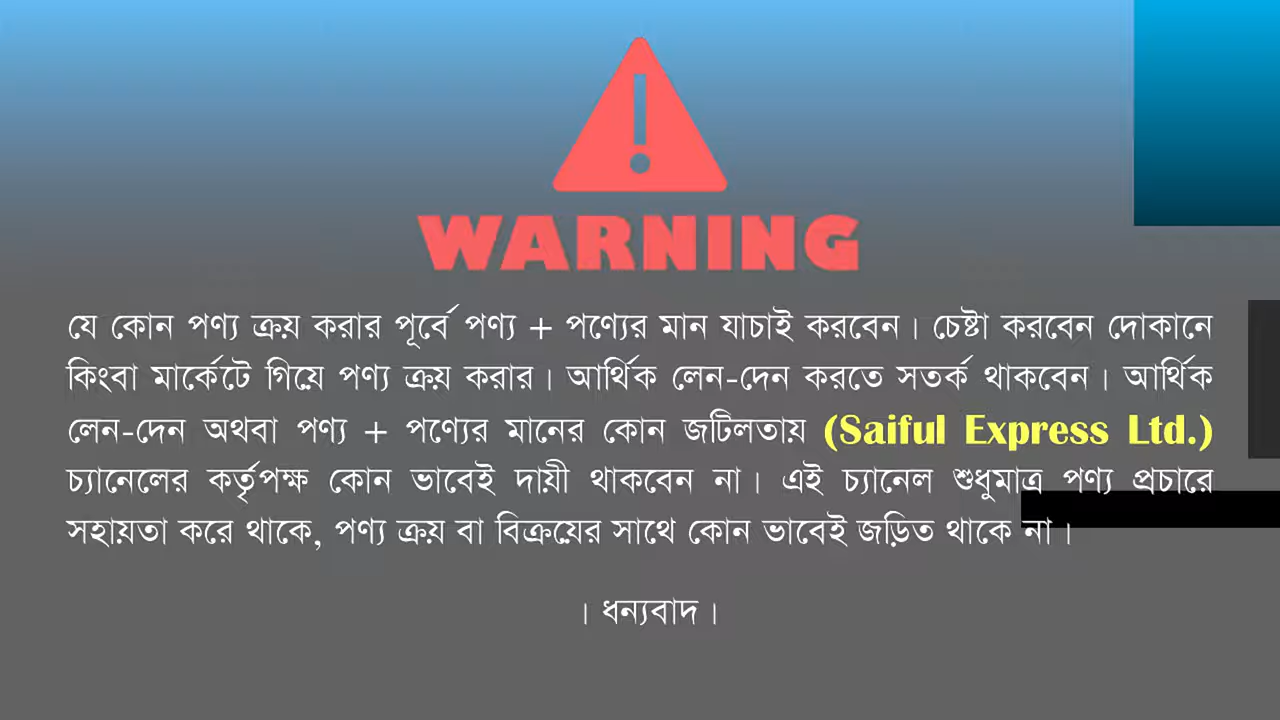 WARNING
যে কোন পণ্য ক্রয় করার পূর্বে পণ্য + পণ্যের মান যাচাই করবেন। চেষ্টা করবেন দোকানে
কিংবা মার্কেটে গিয়ে পণ্য ক্রয় করার। আর্থিক লেন-দেন করতে সতর্ক থাকবেন। আর্থিক
লেন-দেন অথবা পণ্য + পণ্যের মানের কোন জটিলতায় (Saiful Express Ltd.)
চ্যানেলের কর্তৃপক্ষ কোন ভাবেই দায়ী থাকবেন না। এই চ্যানেল শুধুমাত্র পণ্য প্রচারে
সহায়তা করে থাকে, পণ্য ক্রয় বা বিক্রয়ের সাথে কোন ভাবেই জড়িত থাকে না।
। ধন্যবাদ ।